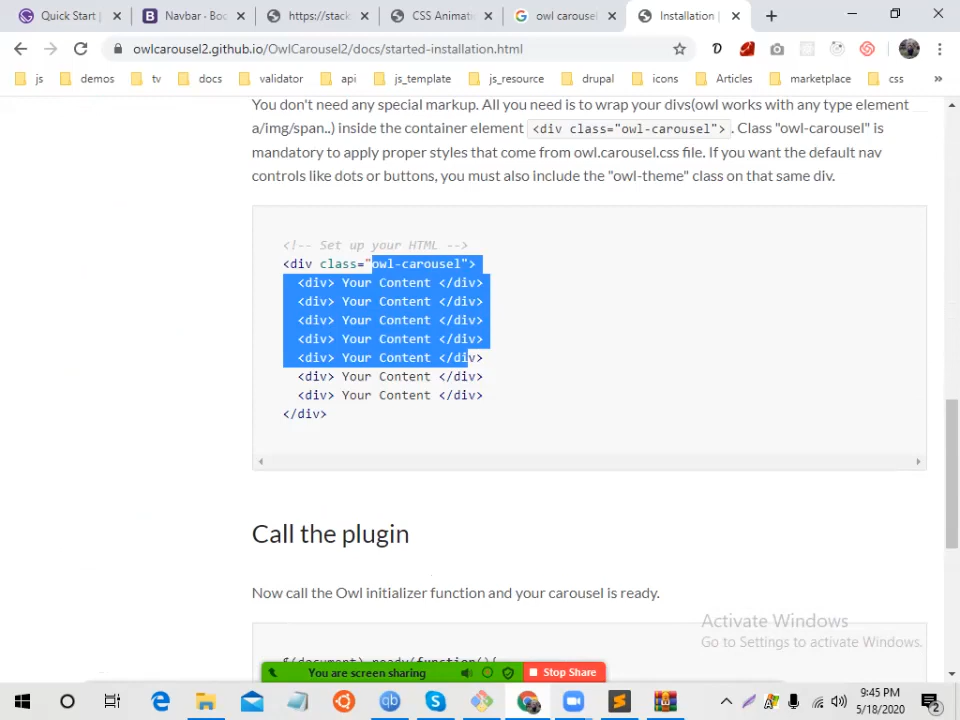 Quick Start |
Navbar - Boo
https://stack
CSS Animati
owl carousel
Installation |
owlcarousel2.github.io/OwlCarousel2/docs/started-installation.html
js
demos
tv
docs
validator
api
js_template
js_resource
drupal
icons
Articles
marketplace
css
»
You don't need any special markup. All you need is to wrap your divs(owl works with any type element
a/img/span..) inside the container element <div class="owl-carousel"> . Class "owl-carousel" is
mandatory to apply proper styles that come from owl.carousel.css file. If you want the default nav
controls like dots or buttons, you must also include the "owl-theme" class on that same div.
<!-- Set up your HTML -->
<div class="owl-carousel">
<div> Your Content </div>
<div> Your Content </div>
<div> Your Content </div>
<div> Your Content </div>
<div> Your Content </div>
<div> Your Content </div>
<div> Your Content </div>
</div>
Call the plugin
Now call the Owl initializer function and your carousel is ready.
Activate Windows
Go to Settings to activate Windows.
$(document).ready(function(){
You are screen sharing
Stop Share
9:45 PM
5/18/2020
2